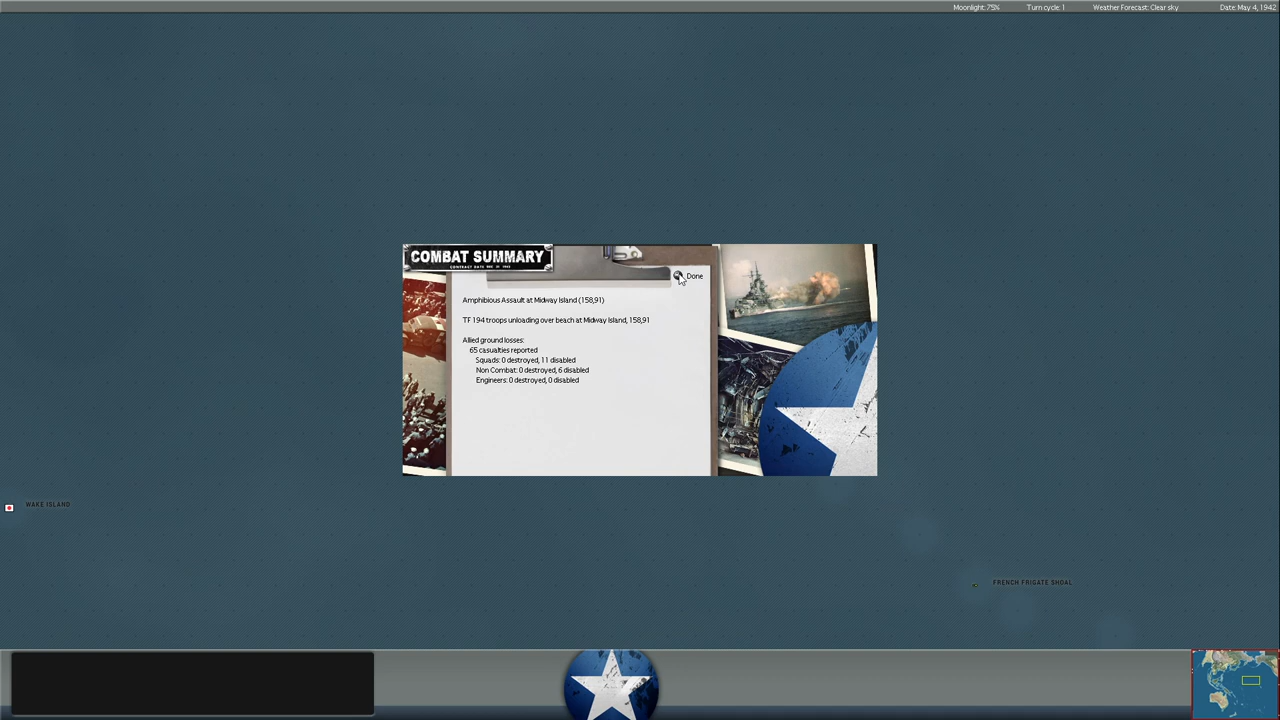 Moonlight: 75% Turn cycle: 1 Weather Forecast: Clear sky Date: May 4, 1942
COMBAT SUMMARY
Done
Amphibious Assault at Midway Island (158,91)
TF 194 troops unloading over beach at Midway Island, 158,91
Allied ground losses:
65 casualties reported
Squads: 0 destroyed, 11 disabled
Non Combat: 0 destroyed, 6 disabled
Engineers: 0 destroyed, 0 disabled
WAKE ISLAND
FRENCH FRIGATE SHOAL